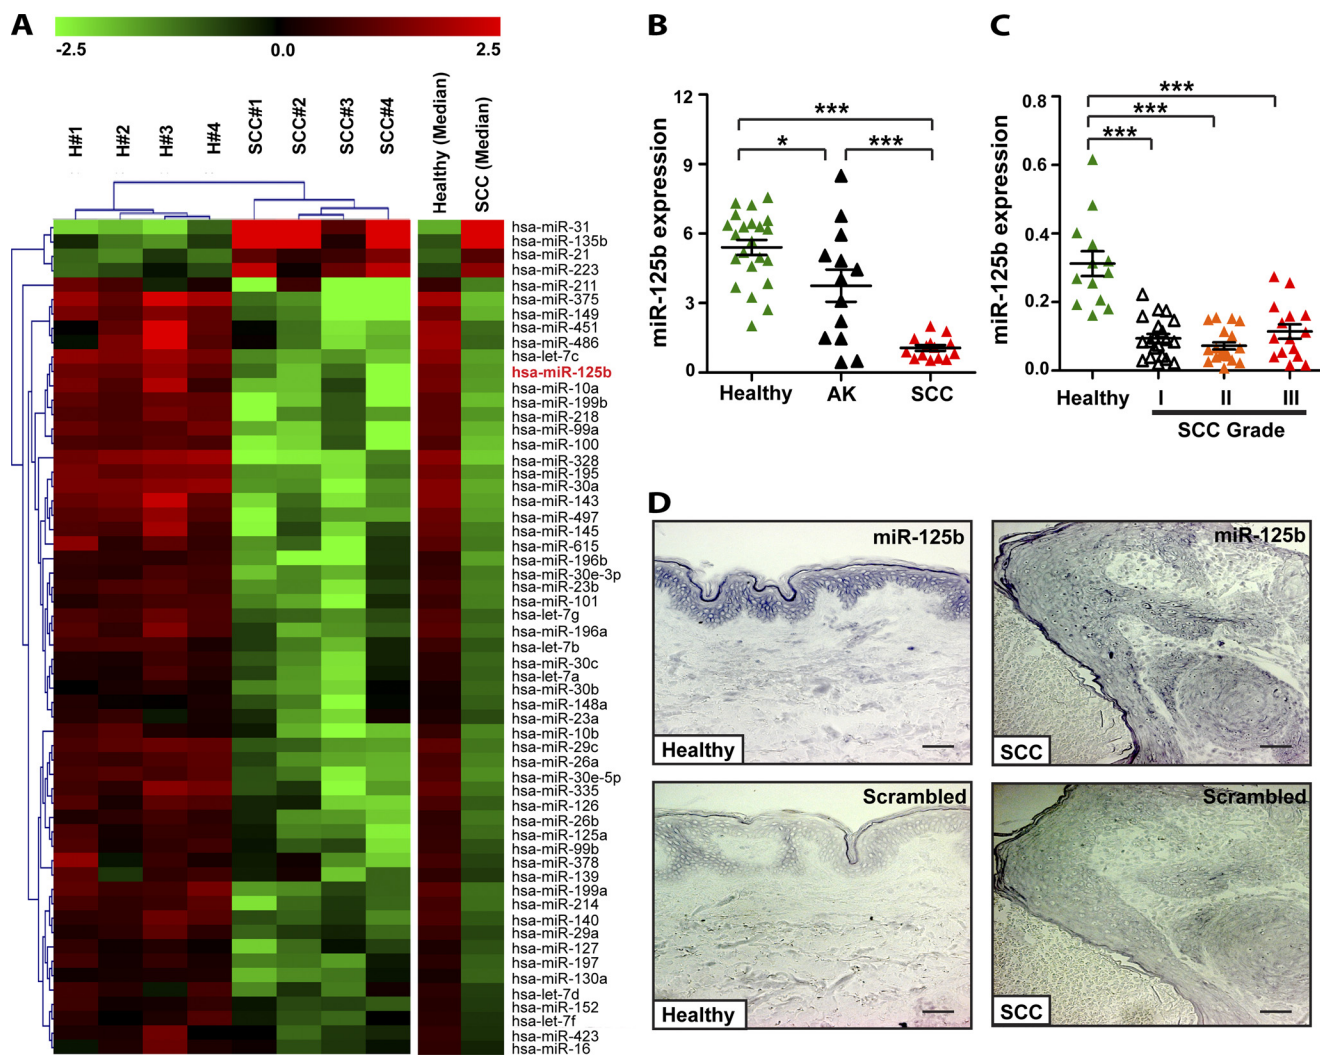 A
-2.5 0.0 2.5
H#1 H#2 H#3 H#4 SCC#1 SCC#2 SCC#3 SCC#4 Healthy (Median) SCC (Median)
hsa-miR-31
hsa-miR-135b
hsa-miR-21
hsa-miR-223
hsa-miR-211
hsa-miR-375
hsa-miR-149
hsa-miR-451
hsa-miR-486
hsa-let-7c
hsa-miR-125b
hsa-miR-10a
hsa-miR-199b
hsa-miR-218
hsa-miR-99a
hsa-miR-100
hsa-miR-328
hsa-miR-195
hsa-miR-30a
hsa-miR-143
hsa-miR-497
hsa-miR-145
hsa-miR-615
hsa-miR-196b
hsa-miR-30e-3p
hsa-miR-23b
hsa-miR-101
hsa-let-7g
hsa-miR-196a
hsa-let-7b
hsa-miR-30c
hsa-let-7a
hsa-miR-30b
hsa-miR-148a
hsa-miR-23a
hsa-miR-10b
hsa-miR-29c
hsa-miR-26a
hsa-miR-30e-5p
hsa-miR-335
hsa-miR-126
hsa-miR-26b
hsa-miR-125a
hsa-miR-99b
hsa-miR-378
hsa-miR-139
hsa-miR-199a
hsa-miR-214
hsa-miR-140
hsa-miR-29a
hsa-miR-127
hsa-miR-197
hsa-miR-130a
hsa-let-7d
hsa-miR-152
hsa-let-7f
hsa-miR-423
hsa-miR-16
B
miR-125b expression
12
9
6
3
0
***
* ***
Healthy AK SCC
C
miR-125b expression
0.8
0.6
0.4
0.2
0.0
***
***
***
Healthy I II III
SCC Grade
D
miR-125b
Healthy
miR-125b
SCC
Scrambled
Healthy
Scrambled
SCC